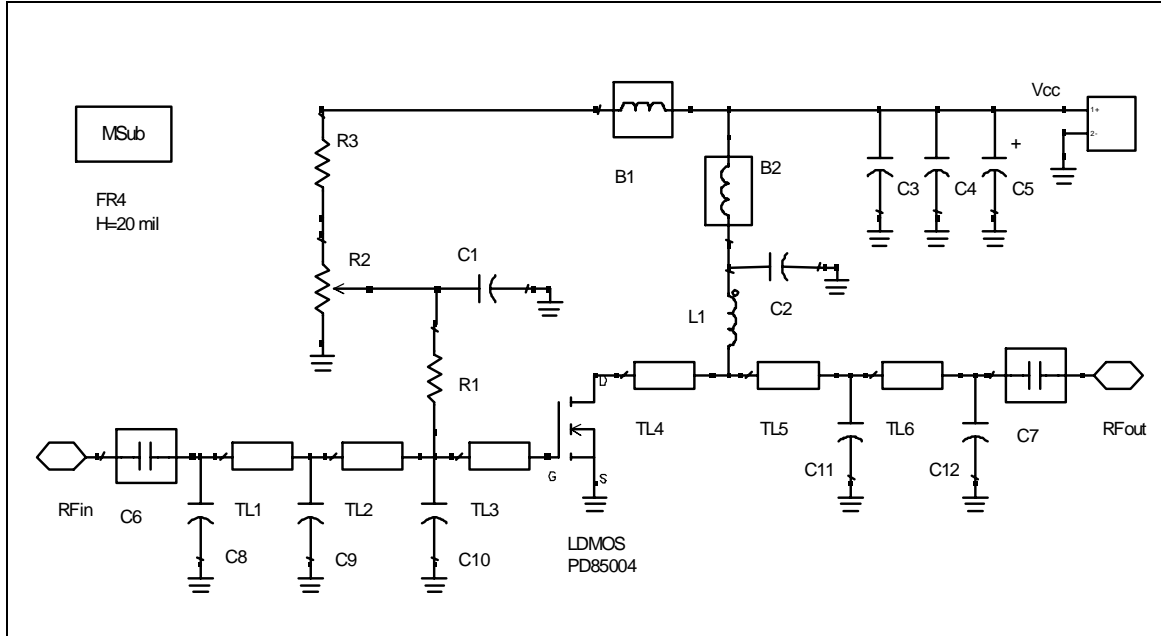 Vcc
1+
2-
MSub
FR4
H=20 mil
R3
B1
B2
C3
C4
C5
+
R2
C1
C2
L1
R1
D
G
S
TL4
TL5
TL6
C7
RFout
C11
C12
RFin
C6
TL1
TL2
TL3
C8
C9
C10
LDMOS
PD85004